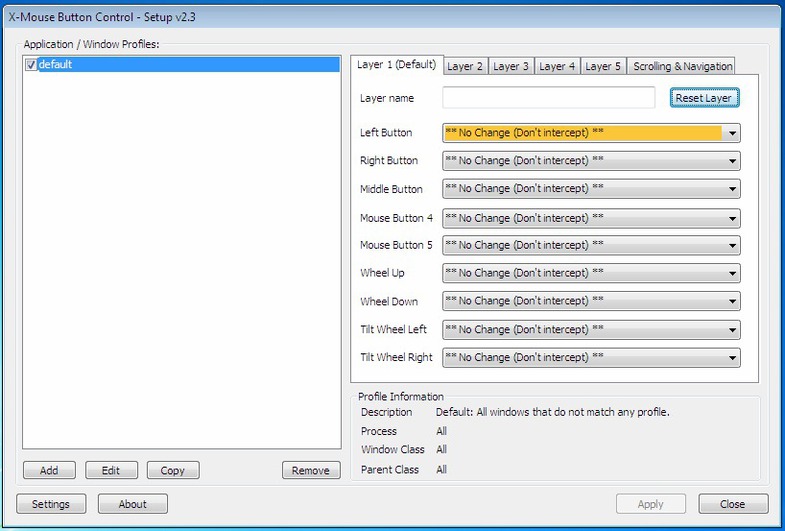 X-Mouse Button Control - Setup v2.3
Application / Window Profiles:
default
Layer 1 (Default) Layer 2 Layer 3 Layer 4 Layer 5 Scrolling & Navigation
Layer name Reset Layer
Left Button ** No Change (Don't intercept) **
Right Button ** No Change (Don't intercept) **
Middle Button ** No Change (Don't intercept) **
Mouse Button 4 ** No Change (Don't intercept) **
Mouse Button 5 ** No Change (Don't intercept) **
Wheel Up ** No Change (Don't intercept) **
Wheel Down ** No Change (Don't intercept) **
Tilt Wheel Left ** No Change (Don't intercept) **
Tilt Wheel Right ** No Change (Don't intercept) **
Profile Information
Description Default: All windows that do not match any profile.
Process All
Window Class All
Parent Class All
Add Edit Copy Remove
Settings About Apply Close